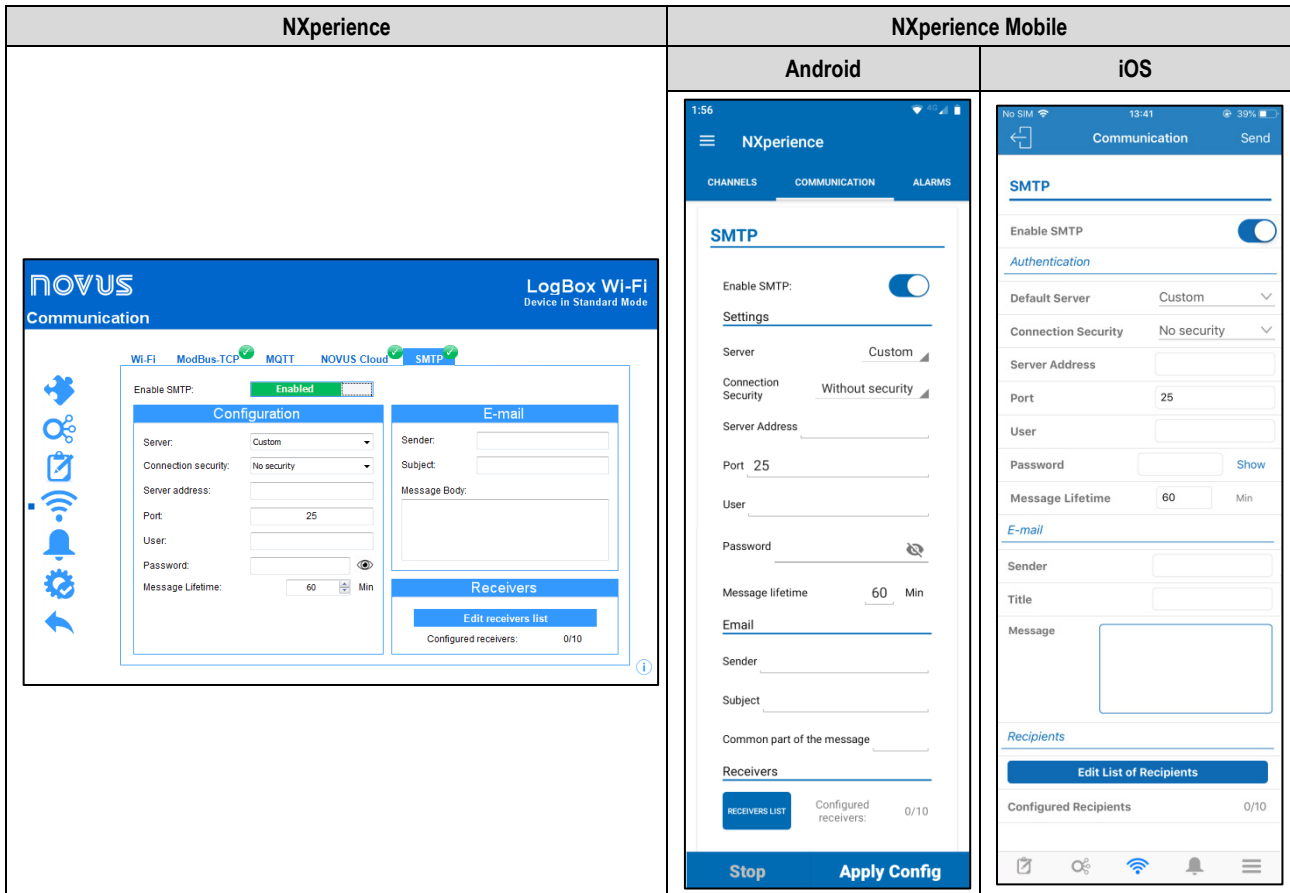 NXperience
NXperience Mobile
Android
iOS
novus
LogBox Wi-Fi
Device in Standard Mode
Communication
Wi-Fi ModBus-TCP MQTT NOVUS Cloud SMTP
Enable SMTP: Enabled
Configuration
Server: Custom
Connection security: No security
Server address:
Port: 25
User:
Password:
Message Lifetime: 60 Min
E-mail
Sender:
Subject:
Message Body:
Receivers
Edit receivers list
Configured receivers: 0/10
i
1:56 4G
NXperience
CHANNELS COMMUNICATION ALARMS
SMTP
Enable SMTP:
Settings
Server Custom
Connection
Security Without security
Server Address
Port 25
User
Password
Message lifetime 60 Min
Email
Sender
Subject
Common part of the message
Receivers
RECEIVERS LIST Configured
receivers: 0/10
Stop Apply Config
No SIM 13:41 39%
Communication Send
SMTP
Enable SMTP
Authentication
Default Server Custom
Connection Security No security
Server Address
Port 25
User
Password Show
Message Lifetime 60 Min
E-mail
Sender
Title
Message
Recipients
Edit List of Recipients
Configured Recipients 0/10